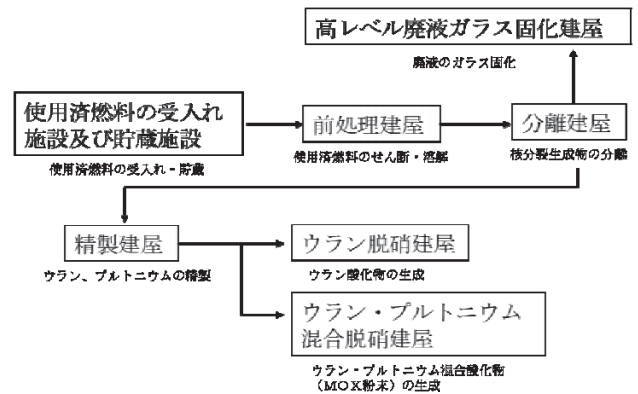 高レベル廃液ガラス固化建屋
廃液のガラス固化
使用済燃料の受入れ
施設及び貯蔵施設
使用済燃料の受入れ・貯蔵
前処理建屋
使用済燃料のせん断・溶解
分離建屋
核分裂生成物の分離
精製建屋
ウラン、プルトニウムの精製
ウラン脱硝建屋
ウラン酸化物の生成
ウラン・プルトニウム
混合脱硝建屋
ウラン・プルトニウム混合酸化物
（MOX粉末）の生成